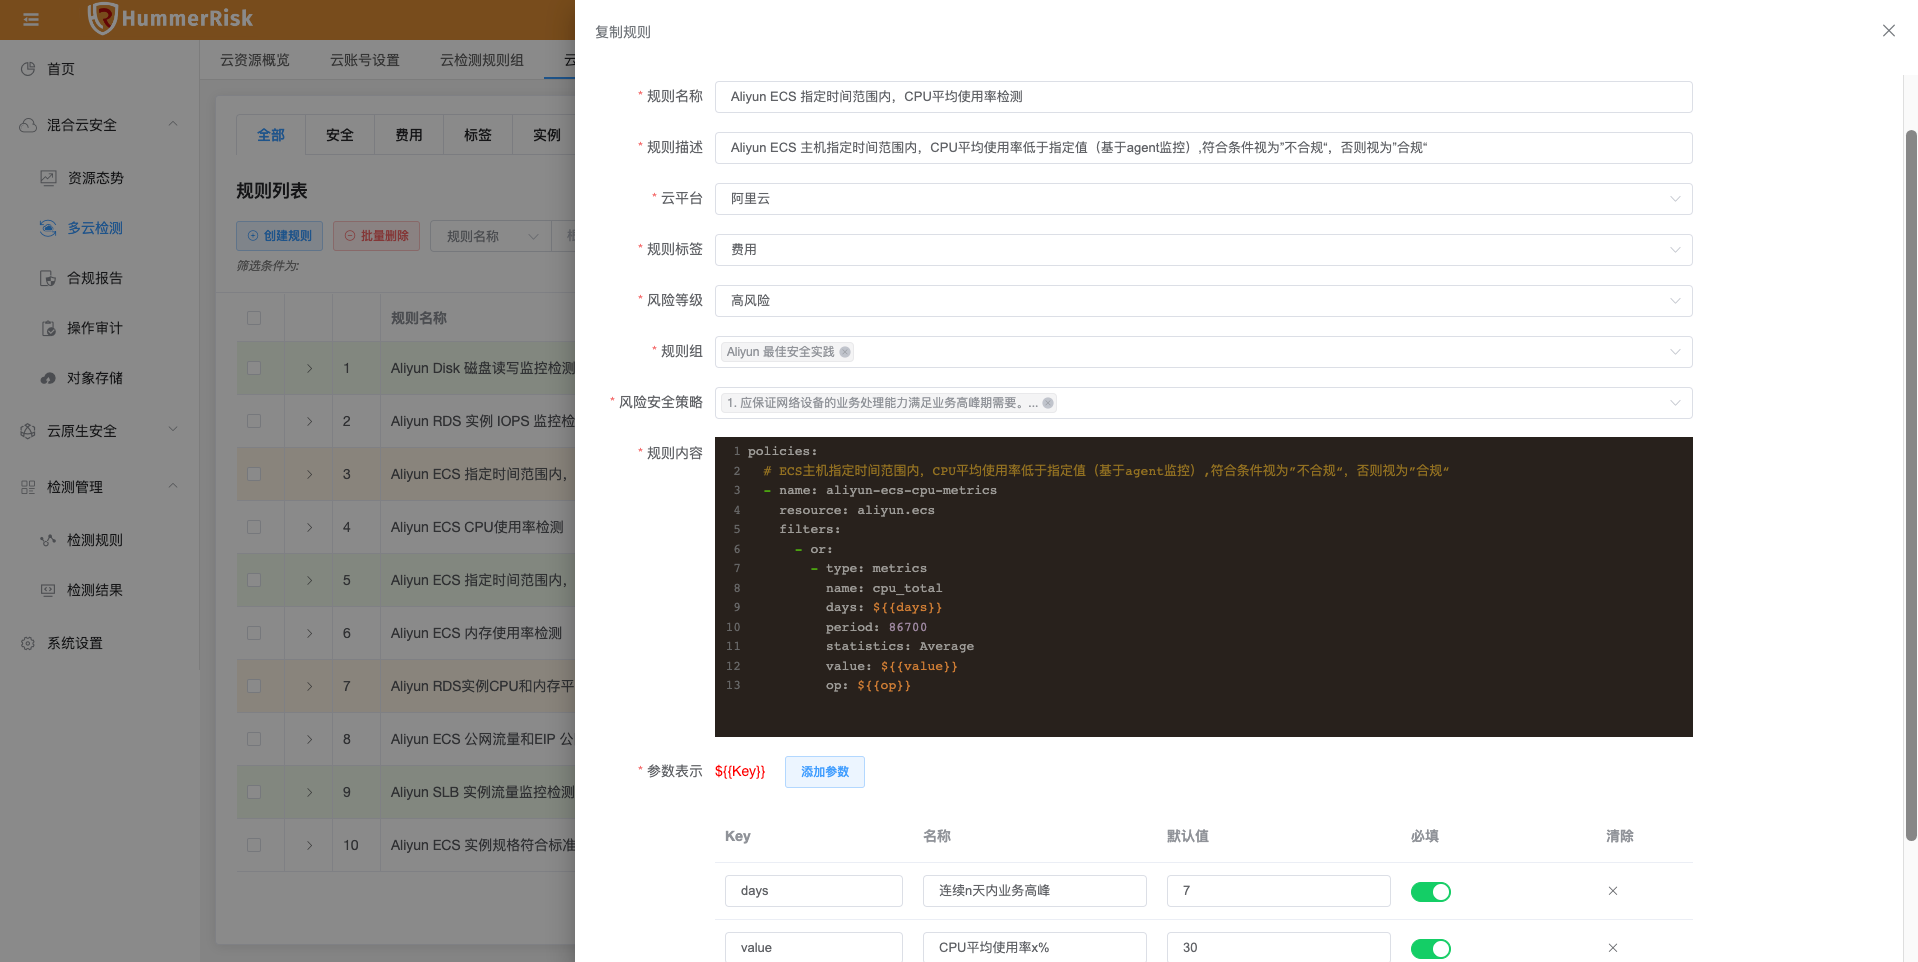 HummerRisk
首页
混合云安全
资源态势
多云检测
合规报告
操作审计
对象存储
云原生安全
检测管理
检测规则
检测结果
系统设置
云资源概览 云账号设置 云检测规则组
全部 安全 费用 标签 实例
规则列表
创建规则 批量删除 规则名称
筛选条件为:
规则名称
1 Aliyun Disk 磁盘读写监控检测
2 Aliyun RDS 实例 IOPS 监控检
3 Aliyun ECS 指定时间范围内，
4 Aliyun ECS CPU使用率检测
5 Aliyun ECS 指定时间范围内，
6 Aliyun ECS 内存使用率检测
7 Aliyun RDS实例CPU和内存平
8 Aliyun ECS 公网流量和EIP 公
9 Aliyun SLB 实例流量监控检测
10 Aliyun ECS 实例规格符合标准
复制规则
* 规则名称 Aliyun ECS 指定时间范围内，CPU平均使用率检测
* 规则描述 Aliyun ECS 主机指定时间范围内，CPU平均使用率低于指定值（基于agent监控）,符合条件视为”不合规“，否则视为”合规“
* 云平台 阿里云
* 规则标签 费用
* 风险等级 高风险
* 规则组 Aliyun 最佳安全实践
* 风险安全策略 1. 应保证网络设备的业务处理能力满足业务高峰期需要。...
* 规则内容
1 policies:
2 # ECS主机指定时间范围内，CPU平均使用率低于指定值（基于agent监控）,符合条件视为”不合规“，否则视为”合规“
3 - name: aliyun-ecs-cpu-metrics
4 resource: aliyun.ecs
5 filters:
6 - or:
7 - type: metrics
8 name: cpu_total
9 days: ${{days}}
10 period: 86700
11 statistics: Average
12 value: ${{value}}
13 op: ${{op}}
* 参数表示 ${{Key}} 添加参数
Key 名称 默认值 必填 清除
days 连续n天内业务高峰 7
value CPU平均使用率x% 30